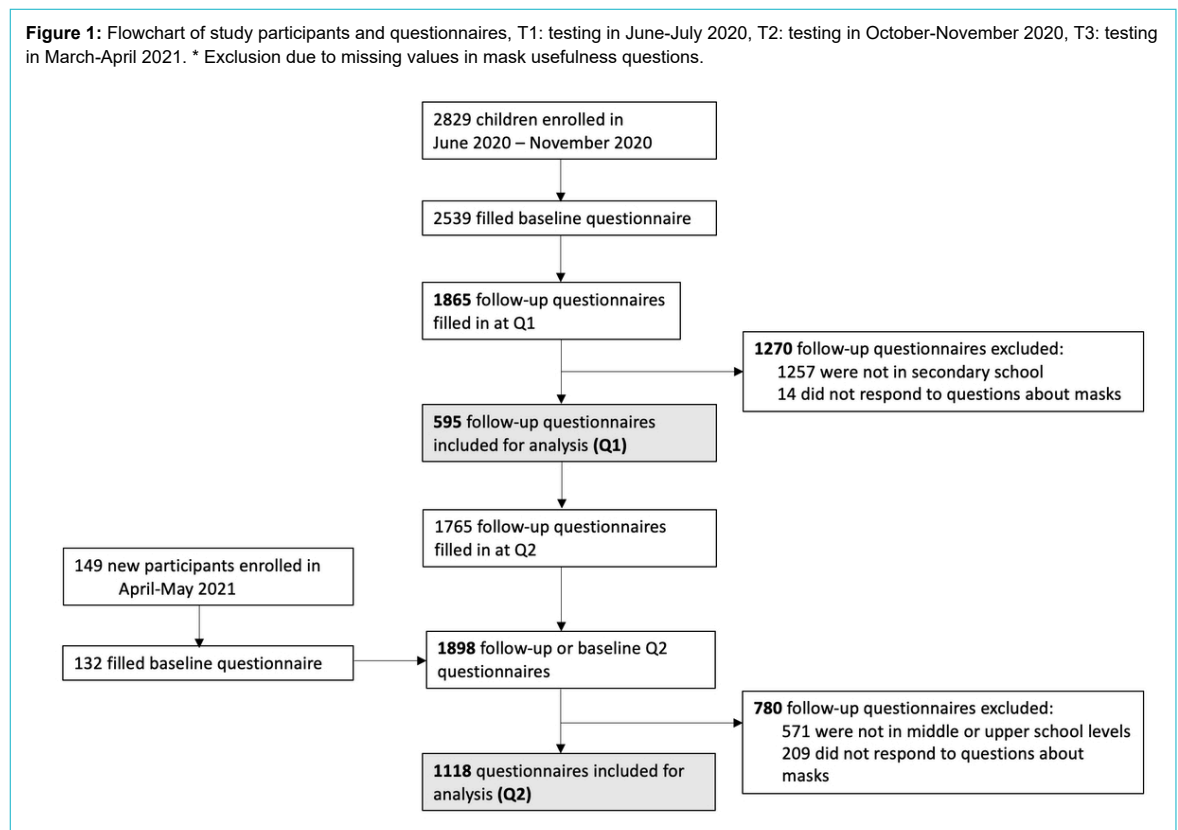 Figure 1: Flowchart of study participants and questionnaires, T1: testing in June-July 2020, T2: testing in October-November 2020, T3: testing
in March-April 2021. * Exclusion due to missing values in mask usefulness questions.
2829 children enrolled in
June 2020 – November 2020
2539 filled baseline questionnaire
1865 follow-up questionnaires
filled in at Q1
1270 follow-up questionnaires excluded:
1257 were not in secondary school
14 did not respond to questions about masks
595 follow-up questionnaires
included for analysis (Q1)
1765 follow-up questionnaires
filled in at Q2
149 new participants enrolled in
April-May 2021
132 filled baseline questionnaire
1898 follow-up or baseline Q2
questionnaires
780 follow-up questionnaires excluded:
571 were not in middle or upper school levels
209 did not respond to questions about
masks
1118 questionnaires included for
analysis (Q2)